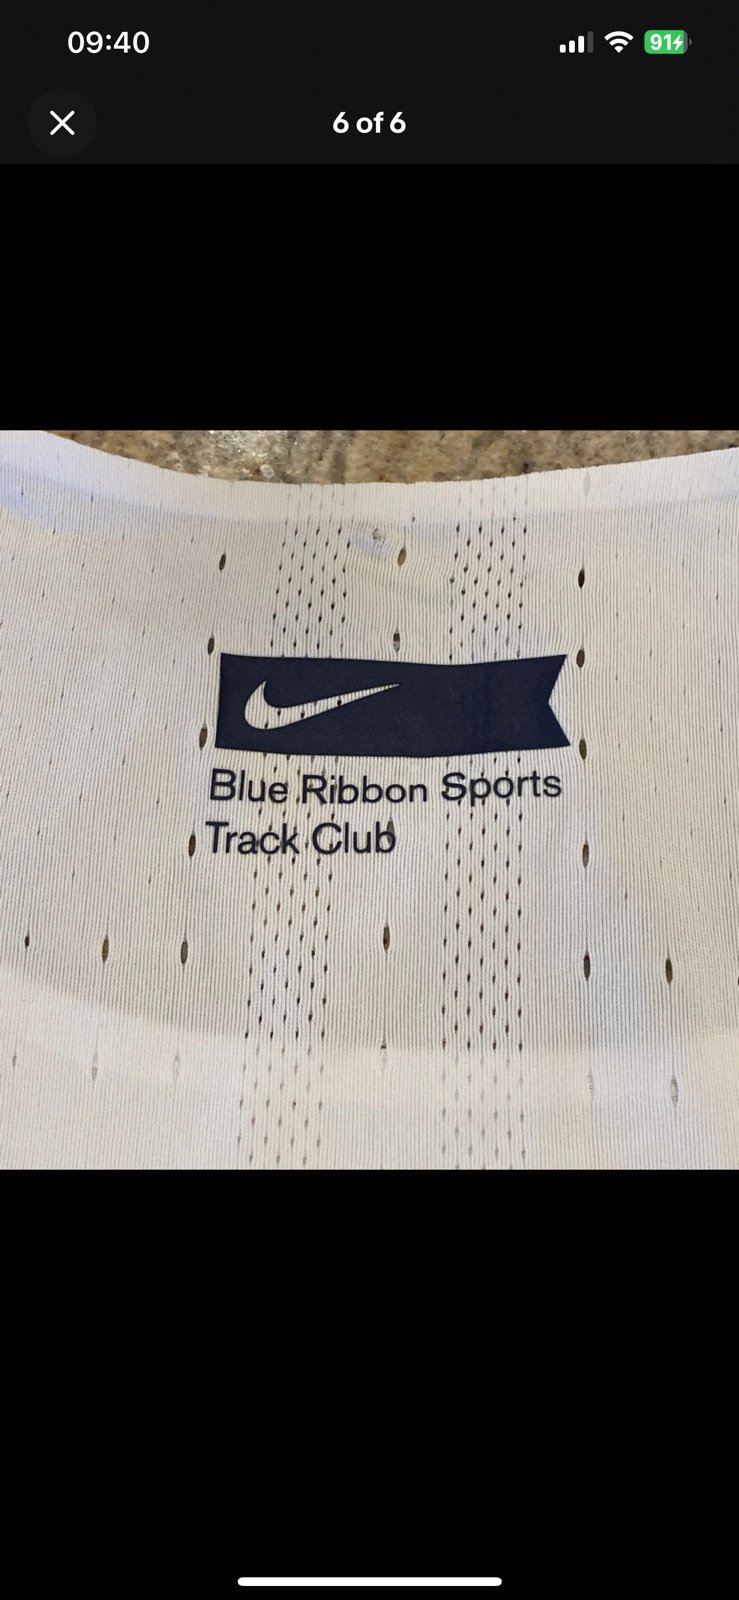 09:40
91
6 of 6
Blue Ribbon Sports
Track Club